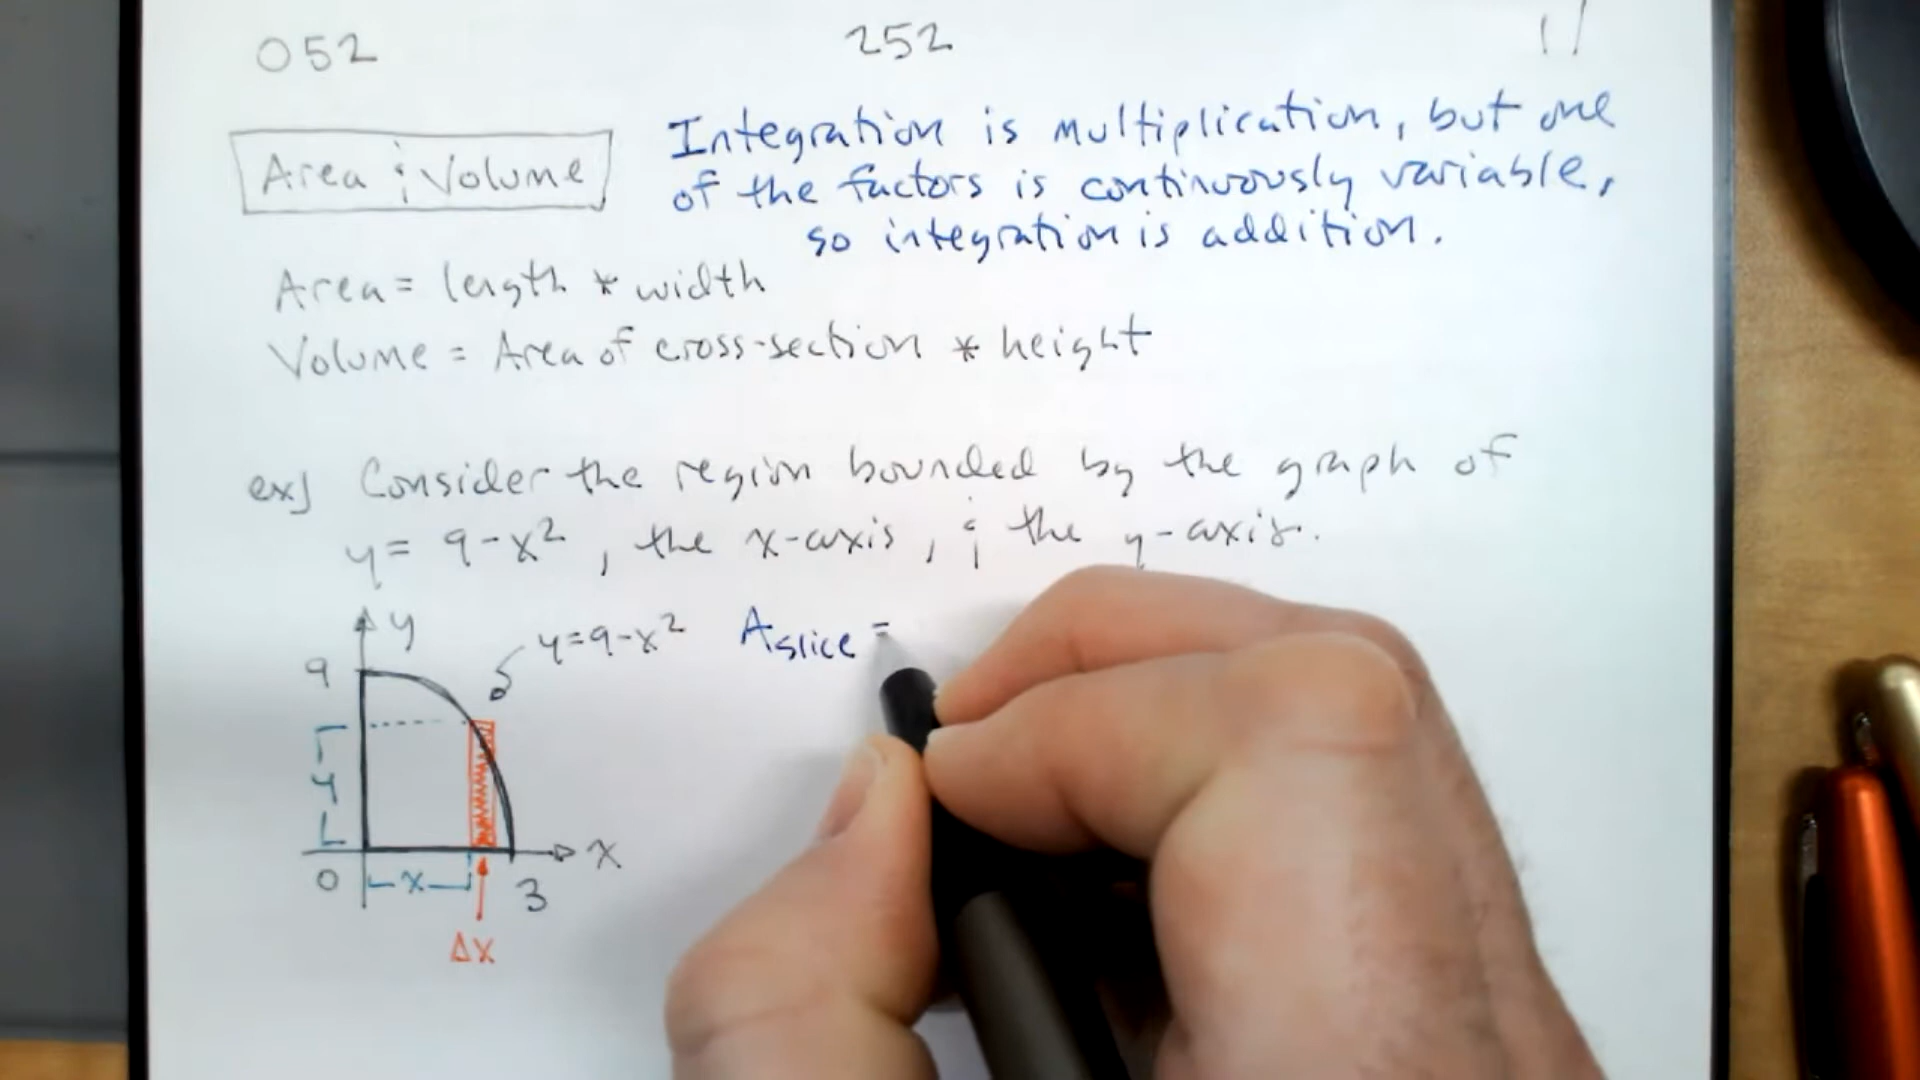 052
252
1/
Area & Volume
Integration is multiplication, but one
of the factors is continuously variable,
so integration is addition.
Area = length * width
Volume = Area of cross-section * height
ex] Consider the region bounded by the graph of
y = 9-x², the x-axis, & the y-axis.
y
9
y=9-x²
A slice =
y
x
0
x
3
Δx